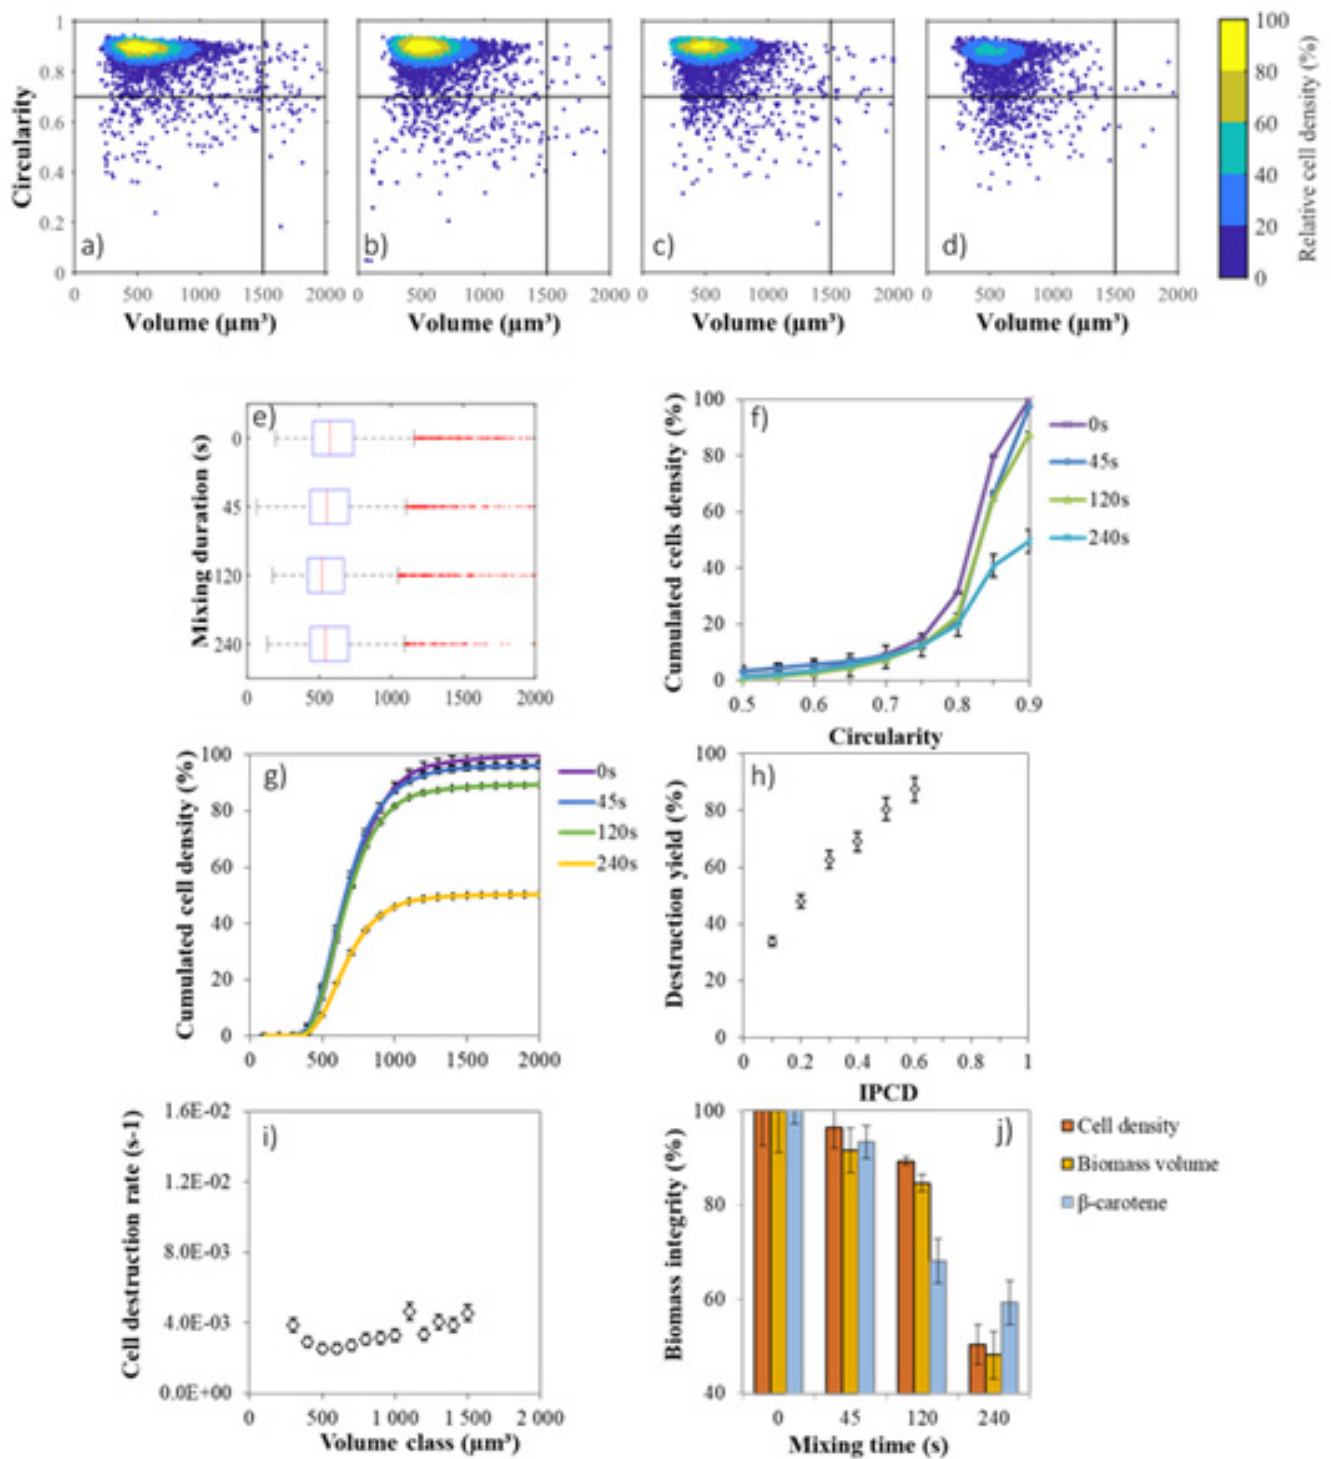 1
0.8
0.6
0.4
0.2
0
Circularity
a)
b)
c)
d)
0 500 1000 1500 2000
0 500 1000 1500 2000
0 500 1000 1500 2000
0 500 1000 1500 2000
Volume (µm³)
Volume (µm³)
Volume (µm³)
Volume (µm³)
100
80
60
40
20
0
Relative cell density (%)
e)
Mixing duration (s)
0
45
120
240
0 500 1000 1500 2000
f)
Cumulated cells density (%)
100
80
60
40
20
0
0.5 0.6 0.7 0.8 0.9
Circularity
0s
45s
120s
240s
g)
Cumulated cell density (%)
100
80
60
40
20
0
0 500 1000 1500 2000
0s
45s
120s
240s
h)
Destruction yield (%)
100
80
60
40
20
0
0 0.2 0.4 0.6 0.8 1
IPCD
i)
Cell destruction rate (s-1)
1.6E-02
1.2E-02
8.0E-03
4.0E-03
0.0E+00
0 500 1 000 1 500 2 000
Volume class (µm³)
j)
Biomass integrity (%)
100
80
60
40
0 45 120 240
Mixing time (s)
Cell density
Biomass volume
β-carotene